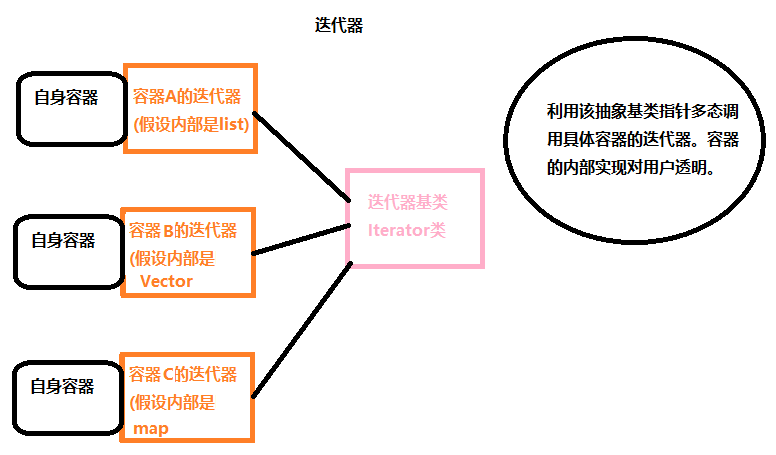 迭代器
自身容器
容器A的迭代器
(假设内部是list)
利用该抽象基类指针多态调
用具体容器的迭代器。容器
的内部实现对用户透明。
迭代器基类
Iterator类
自身容器
容器B的迭代器
(假设内部是
Vector
自身容器
容器C的迭代器
(假设内部是
map